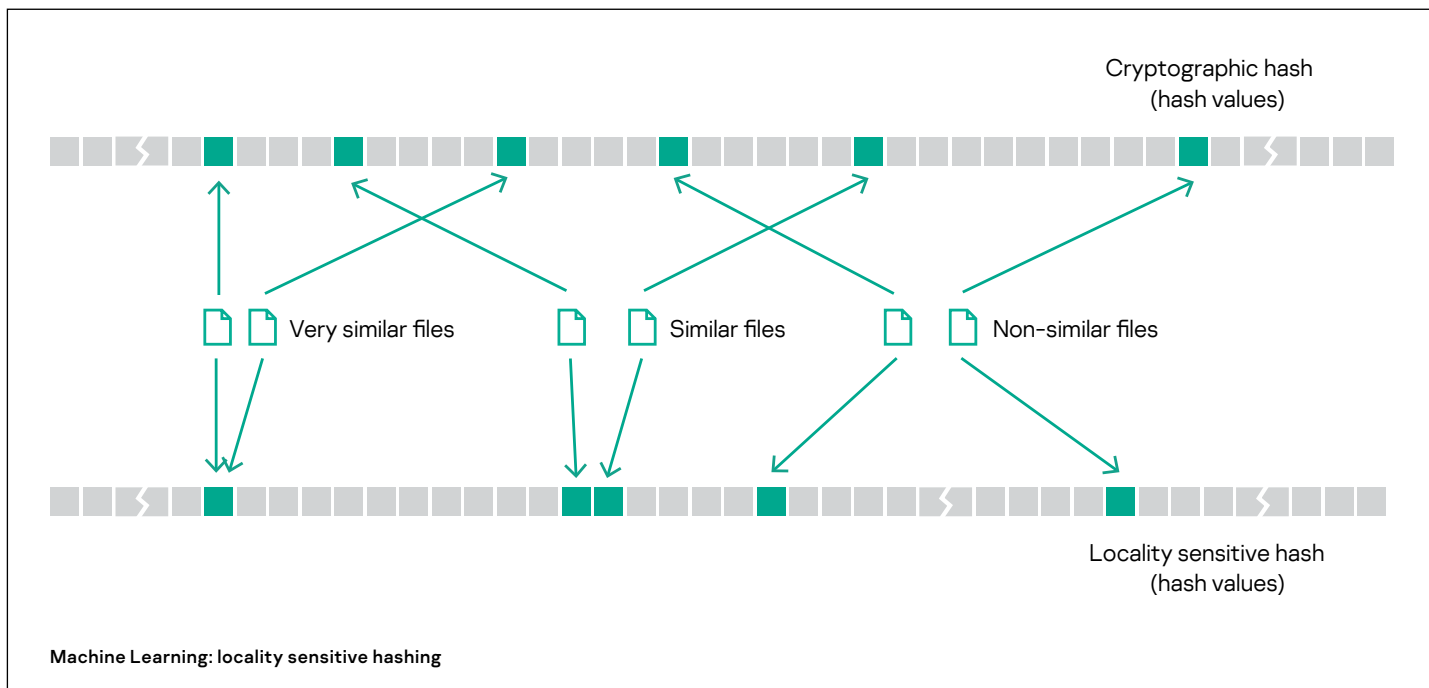 Cryptographic hash
(hash values)
Very similar files
Similar files
Non-similar files
Locality sensitive hash
(hash values)
Machine Learning: locality sensitive hashing